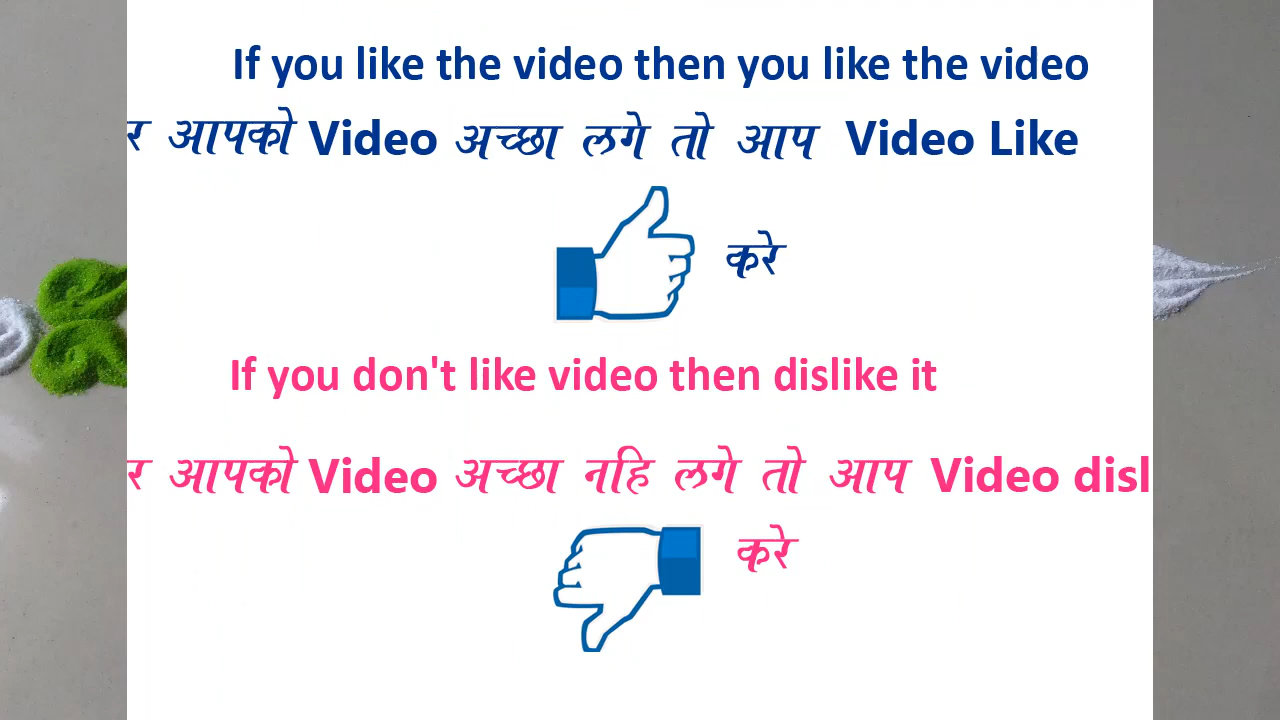 If you like the video then you like the video
र आपको Video अच्छा लगे तो आप Video Like
करे
If you don't like video then dislike it
र आपको Video अच्छा नहि लगे तो आप Video disl
करे